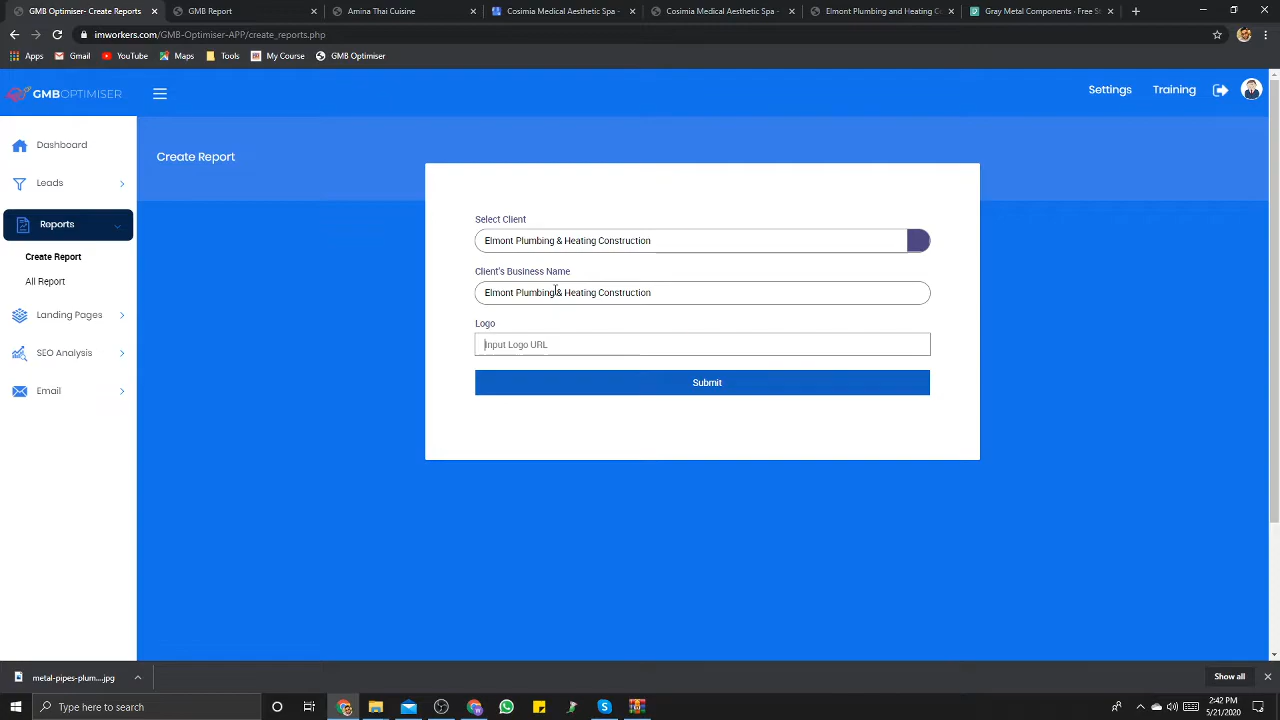 GMB Optimiser - Create Reports
GMB Report
Amina Thai Cuisine
Cosimia Medical Aesthetic Spa -
Cosimia Medical Aesthetic Spa -
Elmont Plumbing and Heating C
Gray Metal Components - Free St
imworkers.com/GMB-Optimiser-APP/create_reports.php
Apps
Gmail
YouTube
Maps
Tools
My Course
GMB Optimiser
GMBOPTIMISER
Settings
Training
Dashboard
Leads
Reports
Create Report
All Report
Landing Pages
SEO Analysis
Email
Create Report
Select Client
Elmont Plumbing & Heating Construction
Client's Business Name
Elmont Plumbing & Heating Construction
Logo
Input Logo URL
Submit
metal-pipes-plum....jpg
Show all
Type here to search
2:42 PM
5/21/2020